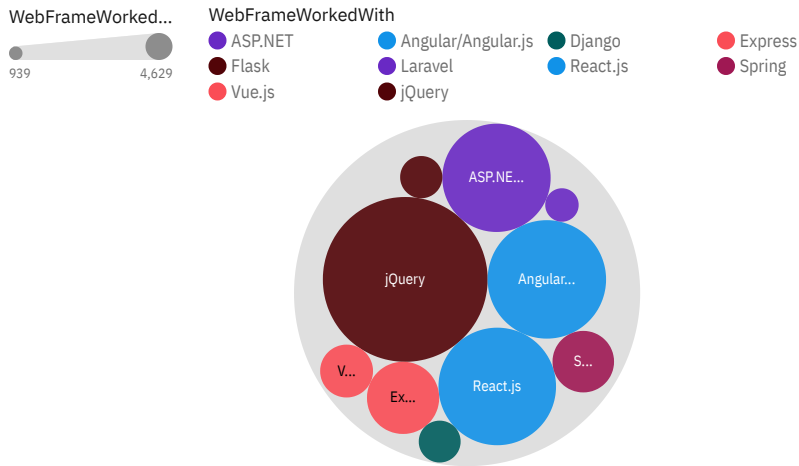 WebFrameWorked...
939
4,629
WebFrameWorkedWith
ASP.NET
Angular/Angular.js
Django
Express
Flask
Laravel
React.js
Spring
Vue.js
jQuery
ASP.NE...
jQuery
Angular...
V...
Ex...
React.js
S...